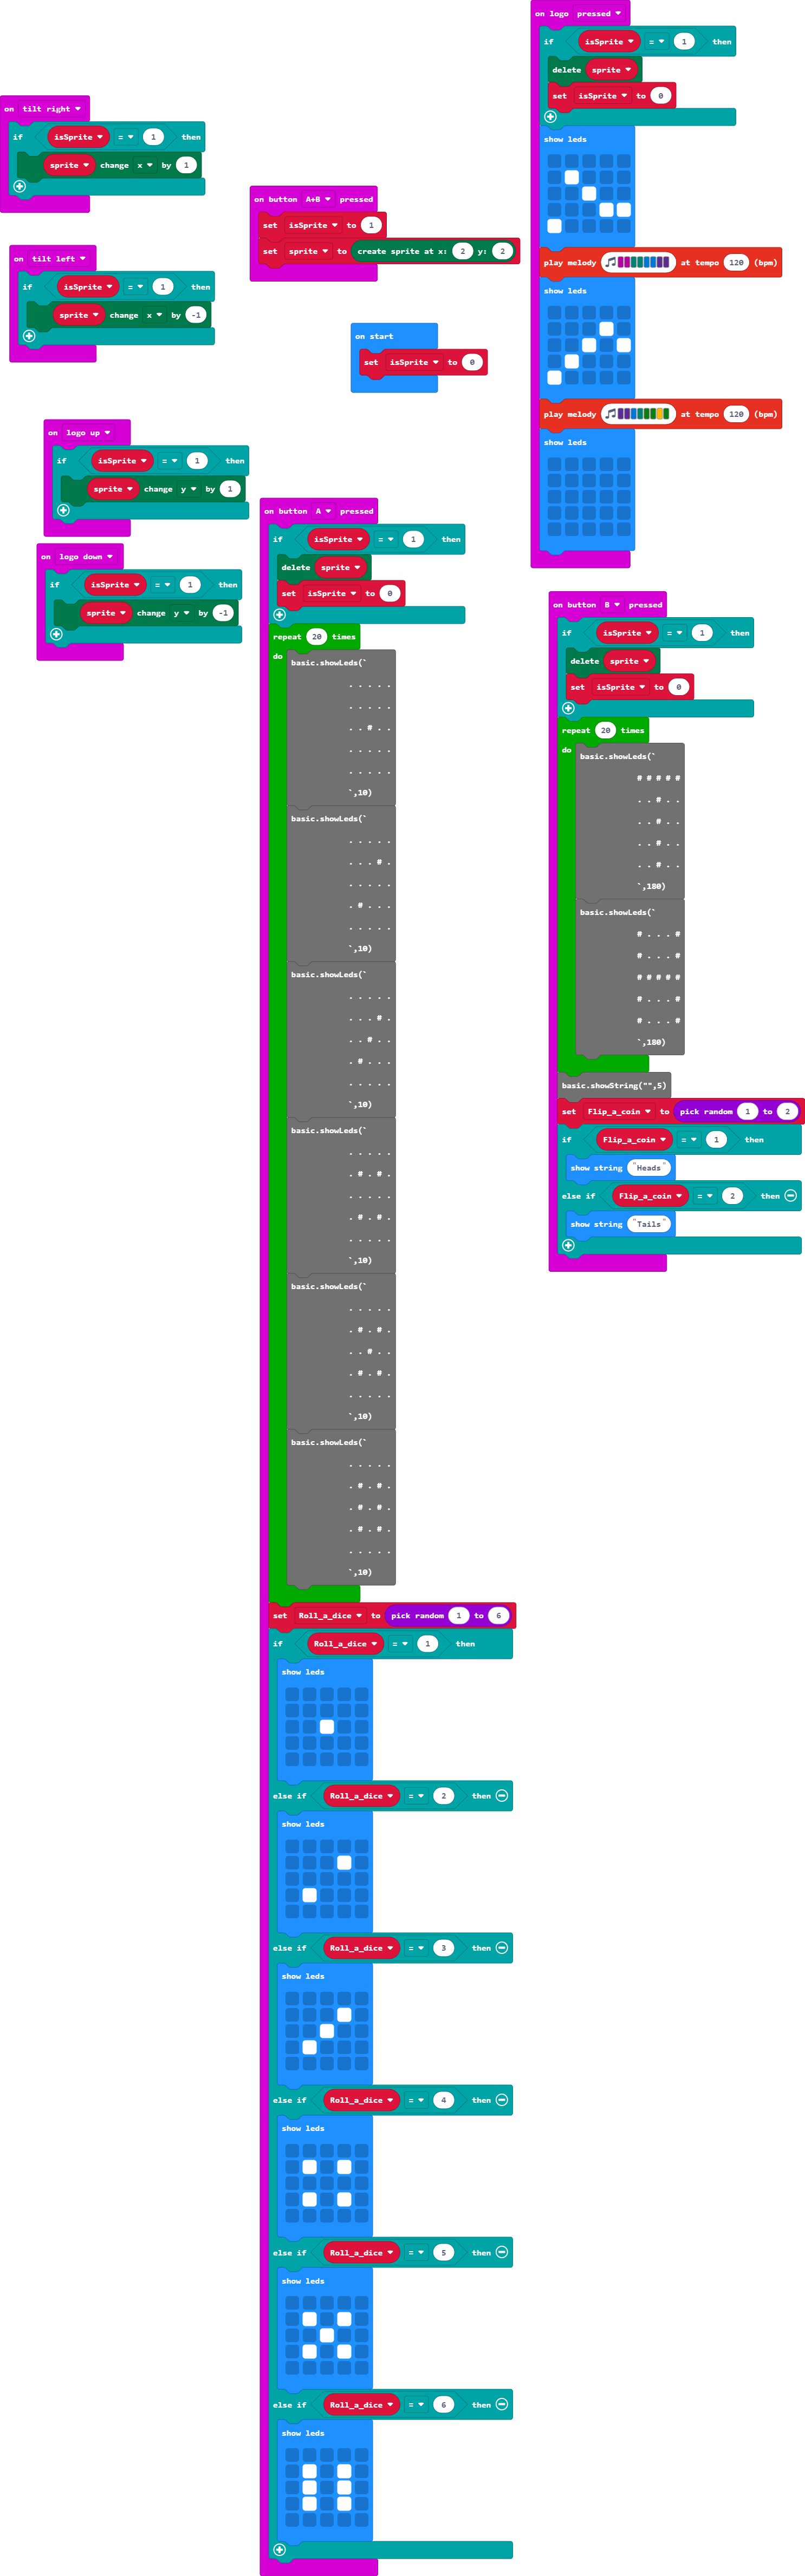 on tilt right
if isSprite = 1 then
sprite change x by 1
on tilt left
if isSprite = 1 then
sprite change x by -1
on logo up
if isSprite = 1 then
sprite change y by 1
on logo down
if isSprite = 1 then
sprite change y by -1
on button A+B pressed
set isSprite to 1
set sprite to create sprite at x: 2 y: 2
on start
set isSprite to 0
on button A pressed
if isSprite = 1 then
delete sprite
set isSprite to 0
repeat 20 times
do
basic.showLeds(`
. . . . .
. . . . .
. . # . .
. . . . .
. . . . .
`,10)
basic.showLeds(`
. . . . .
. . . # .
. . . . .
. # . . .
. . . . .
`,10)
basic.showLeds(`
. . . . .
. . . # .
. . # . .
. # . . .
. . . . .
`,10)
basic.showLeds(`
. . . . .
. # . # .
. . . . .
. # . # .
. . . . .
`,10)
basic.showLeds(`
. . . . .
. # . # .
. . # . .
. # . # .
. . . . .
`,10)
basic.showLeds(`
. . . . .
. # . # .
. # . # .
. # . # .
. . . . .
`,10)
set Roll_a_dice to pick random 1 to 6
if Roll_a_dice = 1 then
show leds
else if Roll_a_dice = 2 then
show leds
else if Roll_a_dice = 3 then
show leds
else if Roll_a_dice = 4 then
show leds
else if Roll_a_dice = 5 then
show leds
else if Roll_a_dice = 6 then
show leds
on logo pressed
if isSprite = 1 then
delete sprite
set isSprite to 0
show leds
play melody at tempo 120 (bpm)
show leds
play melody at tempo 120 (bpm)
show leds
on button B pressed
if isSprite = 1 then
delete sprite
set isSprite to 0
repeat 20 times
do
basic.showLeds(`
# # # # #
. . # . .
. . # . .
. . # . .
. . # . .
`,180)
basic.showLeds(`
# . . . #
# . . . #
# # # # #
# . . . #
# . . . #
`,180)
basic.showString("",5)
set Flip_a_coin to pick random 1 to 2
if Flip_a_coin = 1 then
show string "Heads"
else if Flip_a_coin = 2 then
show string "Tails"